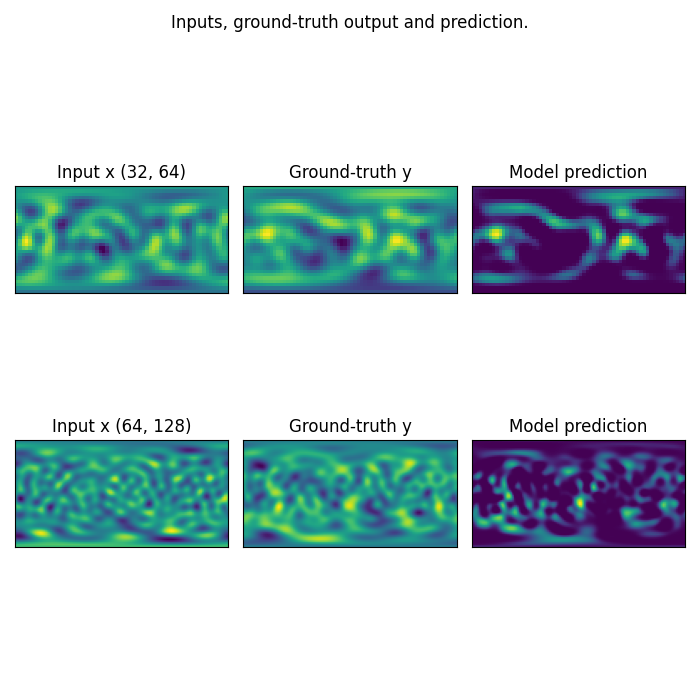 Inputs, ground-truth output and prediction.
Input x (32, 64)
Ground-truth y
Model prediction
Input x (64, 128)
Ground-truth y
Model prediction